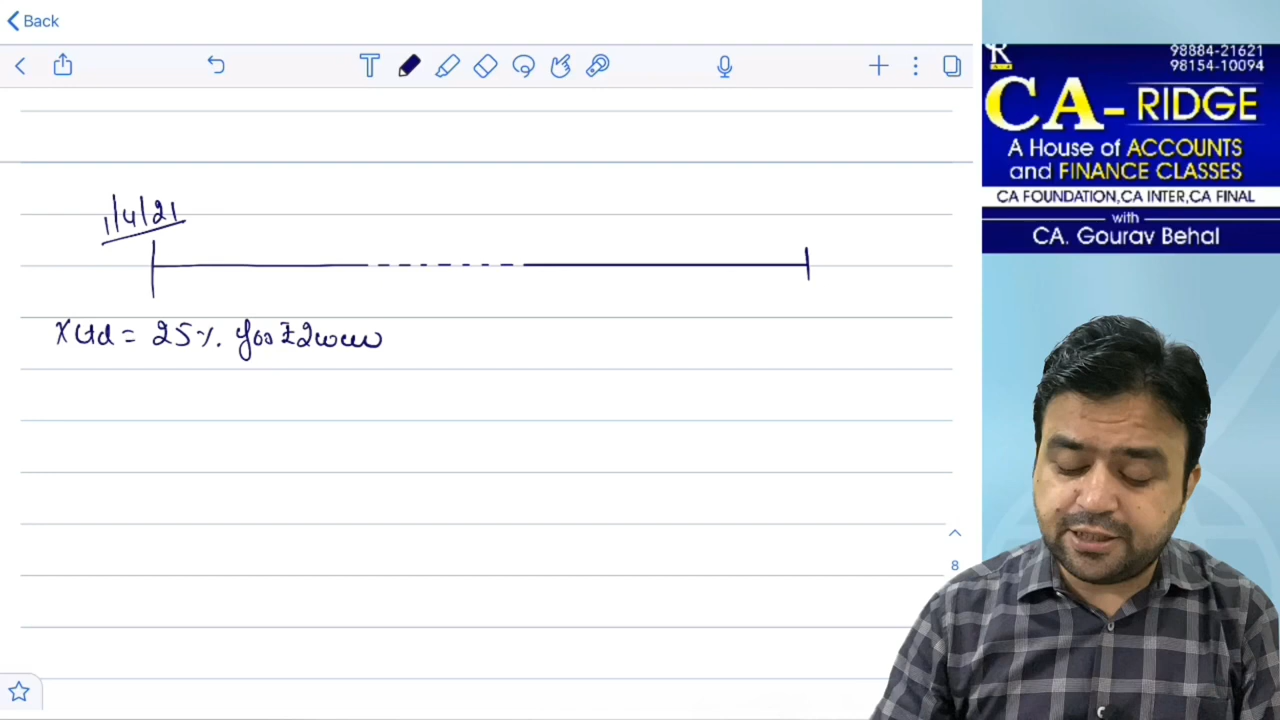 Back
98884-21621
98154-10094
R
CA- RIDGE
A House of ACCOUNTS
and FINANCE CLASSES
CA FOUNDATION,CA INTER,CA FINAL
with
CA. Gourav Behal
1/4/21
X Ltd = 25%. for ₹
8